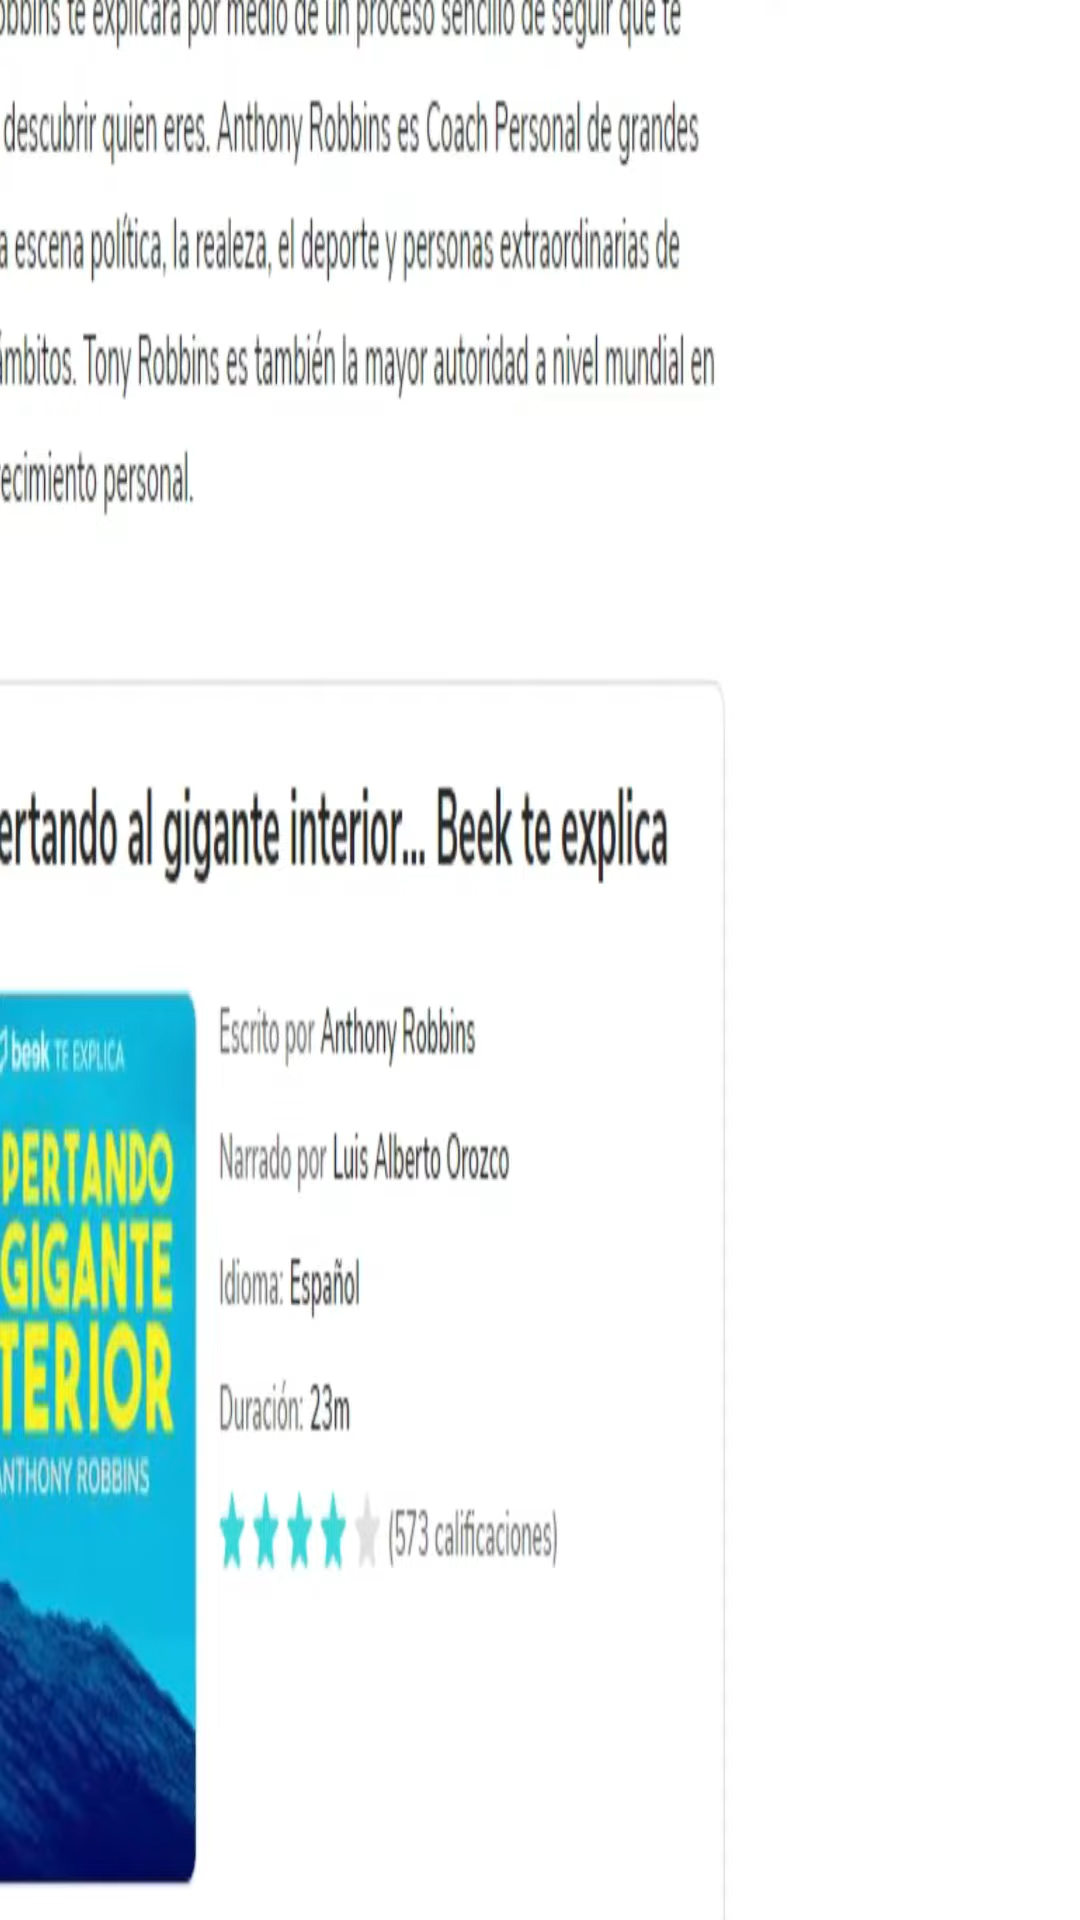 te explicará por medio de un proceso sencillo de seguir que te
descubrir quien eres. Anthony Robbins es Coach Personal de grandes
a escena política, la realeza, el deporte y personas extraordinarias de
ámbitos. Tony Robbins es también la mayor autoridad a nivel mundial en
ecimiento personal.
ertando al gigante interior... Beek te explica
beek TE EXPLICA
PERTANDO
GIGANTE
TERIOR
ANTHONY ROBBINS
Escrito por Anthony Robbins
Narrado por Luis Alberto Orozco
Idioma: Español
Duración: 23m
(573 calificaciones)